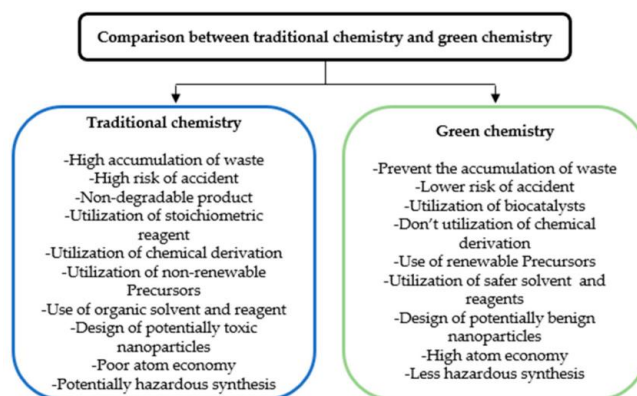 Comparison between traditional chemistry and green chemistry
Traditional chemistry
-High accumulation of waste
-High risk of accident
-Non-degradable product
-Utilization of stoichiometric
reagent
-Utilization of chemical derivation
-Utilization of non-renewable
Precursors
-Use of organic solvent and reagent
-Design of potentially toxic
nanoparticles
-Poor atom economy
-Potentially hazardous synthesis
Green chemistry
-Prevent the accumulation of waste
-Lower risk of accident
-Utilization of biocatalysts
-Don't utilization of chemical
derivation
-Use of renewable Precursors
-Utilization of safer solvent and
reagents
-Design of potentially benign
nanoparticles
-High atom economy
-Less hazardous synthesis